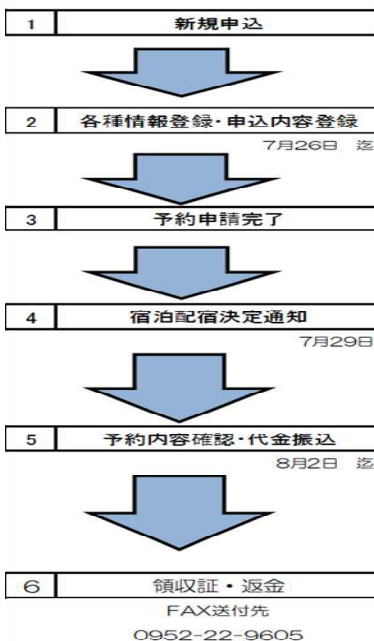 1 新規申込
2 各種情報登録・申込内容登録
7月26日 迄
3 予約申請完了
4 宿泊配宿決定通知
7月29日
5 予約内容確認・代金振込
8月2日 迄
6 領収証・返金
FAX送付先
0952-22-9605